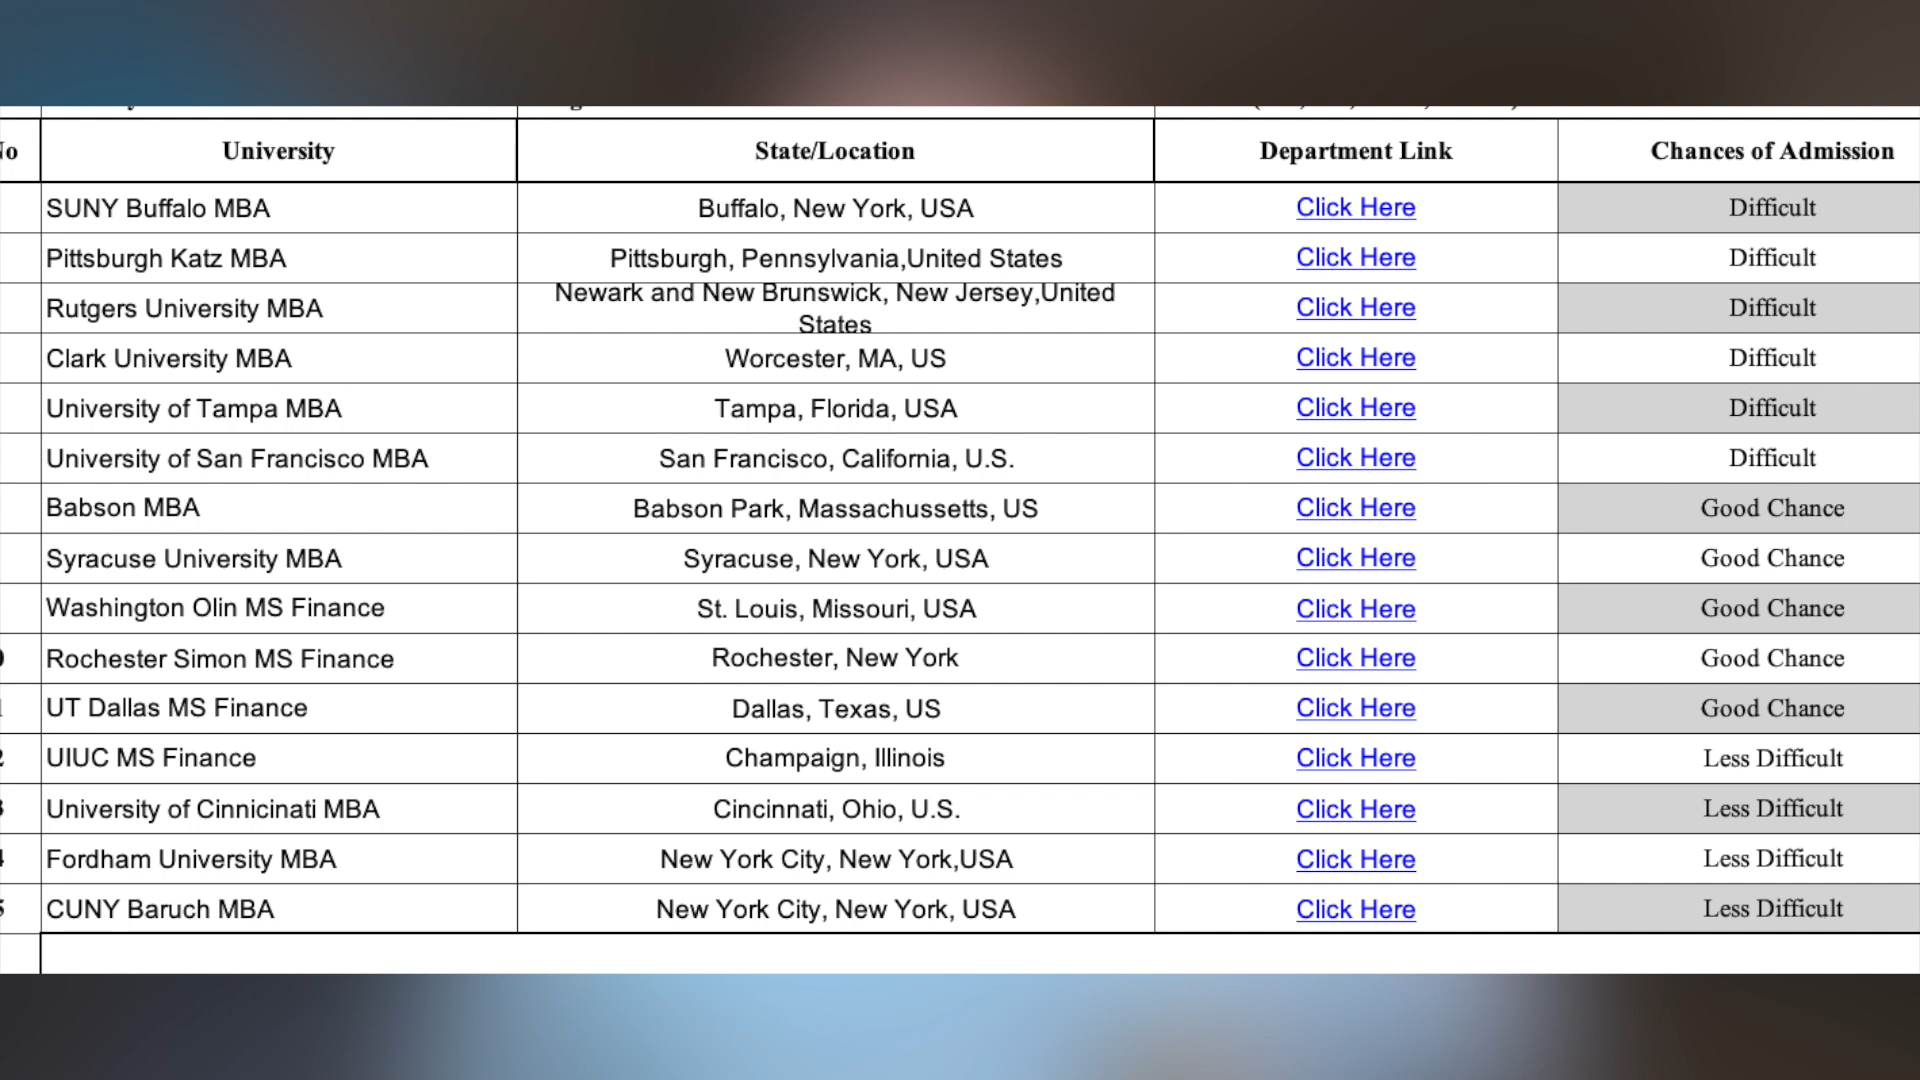 No University State/Location Department Link Chances of Admission
SUNY Buffalo MBA Buffalo, New York, USA Click Here Difficult
Pittsburgh Katz MBA Pittsburgh, Pennsylvania,United States Click Here Difficult
Rutgers University MBA Newark and New Brunswick, New Jersey,United States Click Here Difficult
Clark University MBA Worcester, MA, US Click Here Difficult
University of Tampa MBA Tampa, Florida, USA Click Here Difficult
University of San Francisco MBA San Francisco, California, U.S. Click Here Difficult
Babson MBA Babson Park, Massachussetts, US Click Here Good Chance
Syracuse University MBA Syracuse, New York, USA Click Here Good Chance
Washington Olin MS Finance St. Louis, Missouri, USA Click Here Good Chance
Rochester Simon MS Finance Rochester, New York Click Here Good Chance
UT Dallas MS Finance Dallas, Texas, US Click Here Good Chance
UIUC MS Finance Champaign, Illinois Click Here Less Difficult
University of Cinnicinati MBA Cincinnati, Ohio, U.S. Click Here Less Difficult
Fordham University MBA New York City, New York,USA Click Here Less Difficult
CUNY Baruch MBA New York City, New York, USA Click Here Less Difficult